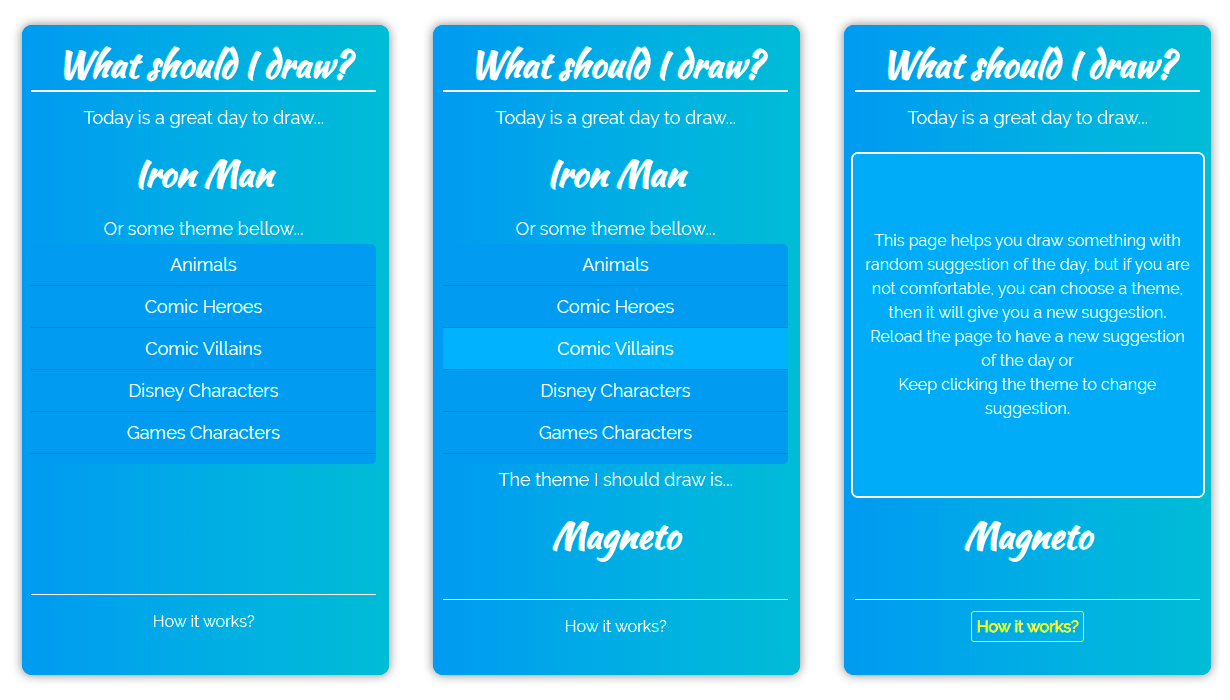 What should I draw?
Today is a great day to draw...
Iron Man
Or some theme bellow...
Animals
Comic Heroes
Comic Villains
Disney Characters
Games Characters
How it works?
What should I draw?
Today is a great day to draw...
Iron Man
Or some theme bellow...
Animals
Comic Heroes
Comic Villains
Disney Characters
Games Characters
The theme I should draw is...
Magneto
How it works?
What should I draw?
Today is a great day to draw...
This page helps you draw something with
random suggestion of the day, but if you are
not comfortable, you can choose a theme,
then it will give you a new suggestion.
Reload the page to have a new suggestion
of the day or
Keep clicking the theme to change
suggestion.
Magneto
How it works?